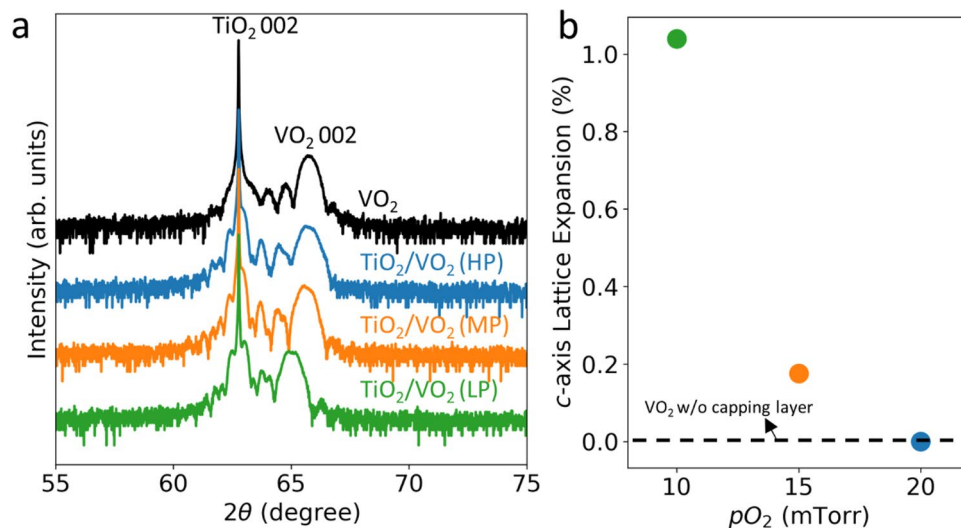 a
TiO₂ 002
VO₂ 002
VO₂
TiO₂/VO₂ (HP)
TiO₂/VO₂ (MP)
TiO₂/VO₂ (LP)
Intensity (arb. units)
55 60 65 70 75
2θ (degree)
b
1.0
0.8
0.6
0.4
0.2
0.0
c-axis Lattice Expansion (%)
VO₂ w/o capping layer
10 15 20
pO₂ (mTorr)